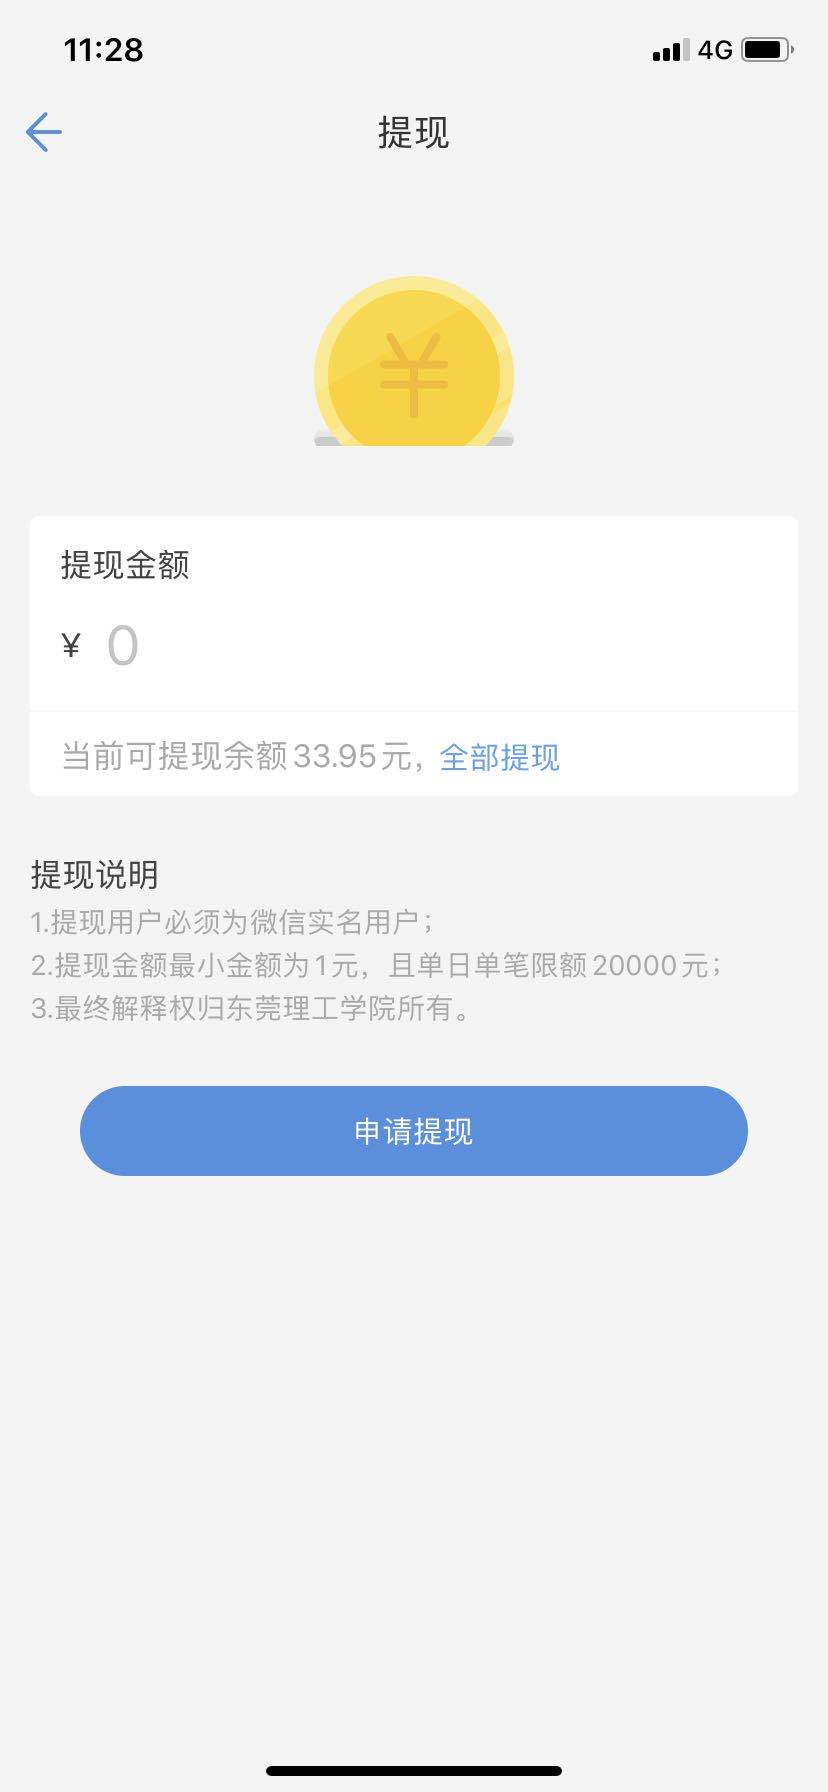 11:28 4G
提现
¥
提现金额
¥ 0
当前可提现余额33.95元，全部提现
提现说明
1.提现用户必须为微信实名用户；
2.提现金额最小金额为1元，且单日单笔限额20000元；
3.最终解释权归东莞理工学院所有。
申请提现